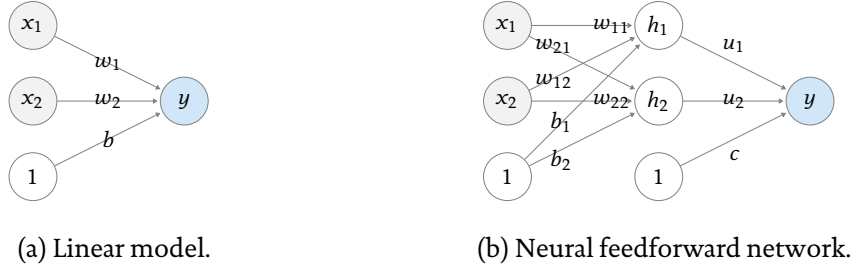 x₁
w₁
x₂
w₂
y
b
1
(a) Linear model.
x₁
w₁₁
h₁
w₂₁
u₁
w₁₂
x₂
w₂₂
h₂
u₂
y
b₁
b₂
c
1
1
(b) Neural feedforward network.